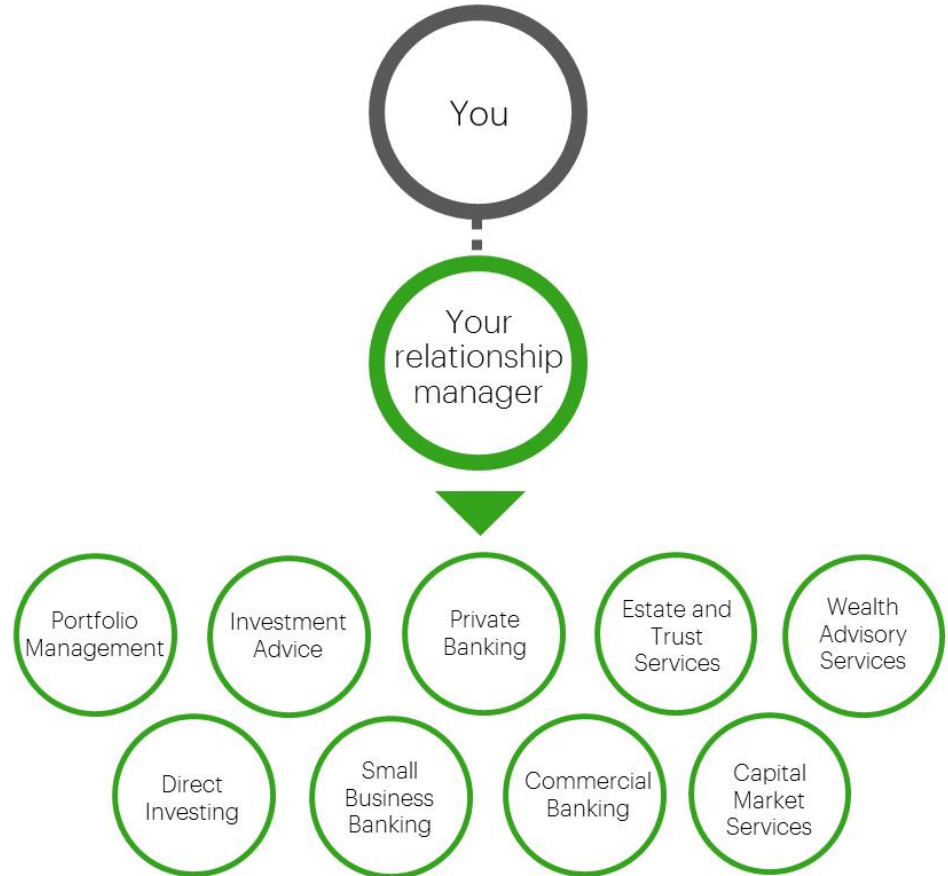 You
Your
relationship
manager
Portfolio
Management
Investment
Advice
Private
Banking
Estate and
Trust
Services
Wealth
Advisory
Services
Direct
Investing
Small
Business
Banking
Commercial
Banking
Capital
Market
Services